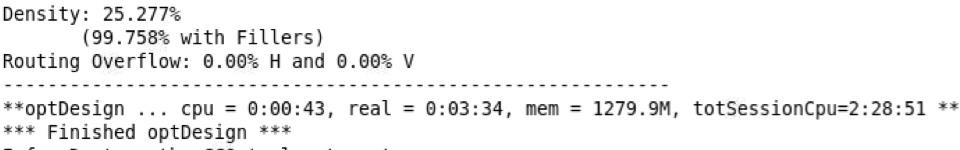 Density: 25.277%
(99.758% with Fillers)
Routing Overflow: 0.00% H and 0.00% V
------------------------------------------------------------
**optDesign ... cpu = 0:00:43, real = 0:03:34, mem = 1279.9M, totSessionCpu=2:28:51 **
*** Finished optDesign ***